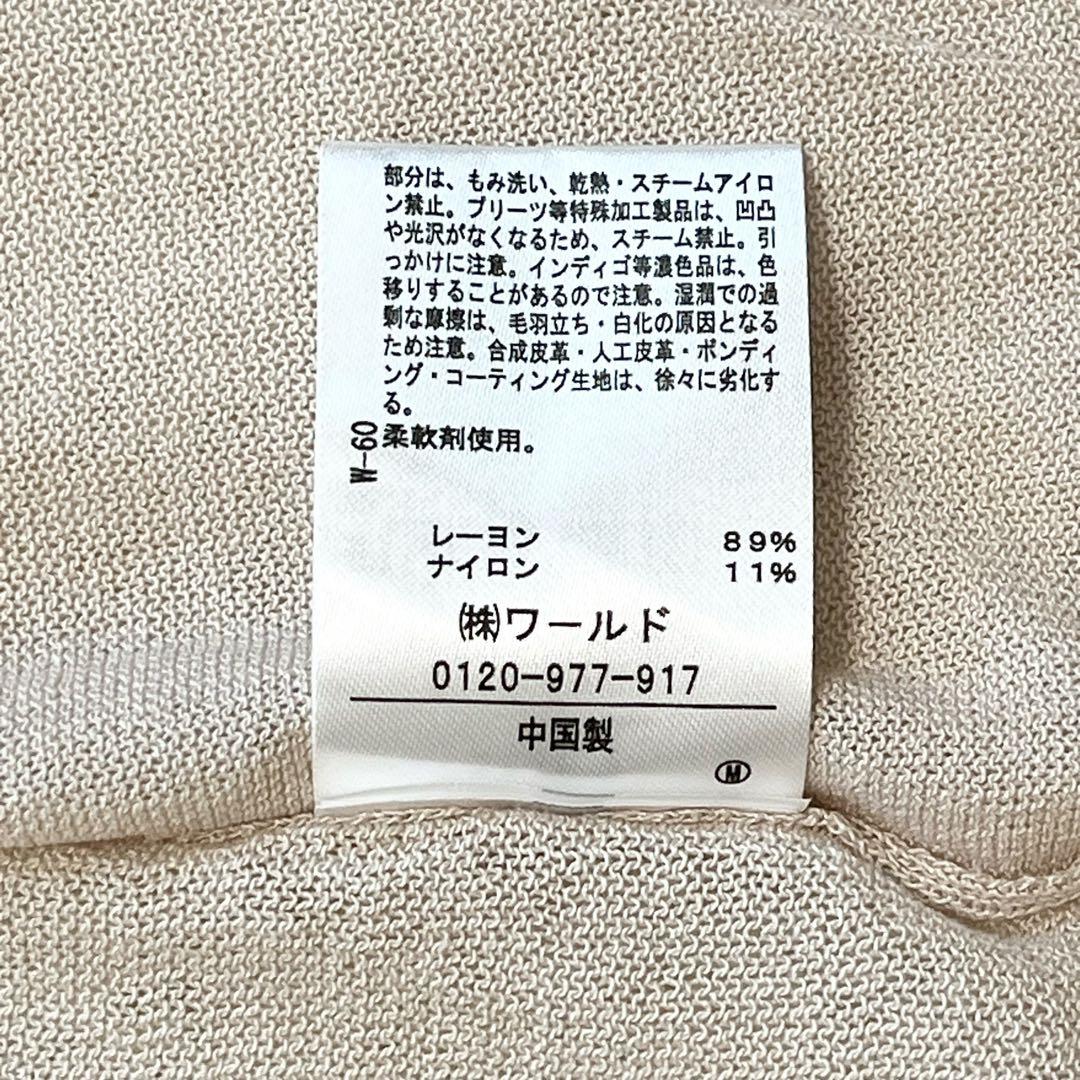 部分は、もみ洗い、乾熱・スチームアイロ
ン禁止。プリーツ等特殊加工製品は、凹凸
や光沢がなくなるため、スチーム禁止。引
っかけに注意。インディゴ等濃色品は、色
移りすることがあるので注意。湿潤での過
剰な摩擦は、毛羽立ち・白化の原因となる
ため注意。合成皮革・人工皮革・ボンディ
ング・コーティング生地は、徐々に劣化す
る。
柔軟剤使用。
W-60
レーヨン 89%
ナイロン 11%
㈱ワールド
0120-977-917
中国製
Ⓜ